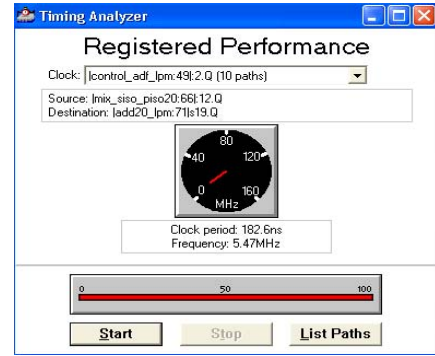 Timing Analyzer
Registered Performance
Clock: |control_adf_lpm:49|:2.Q (10 paths)
Source: |mix_siso_piso20:66|:12.Q
Destination: |add20_lpm:71|s19.Q
80
40 120
0 160
MHz
Clock period: 182.6ns
Frequency: 5.47MHz
0 50 100
Start Stop List Paths